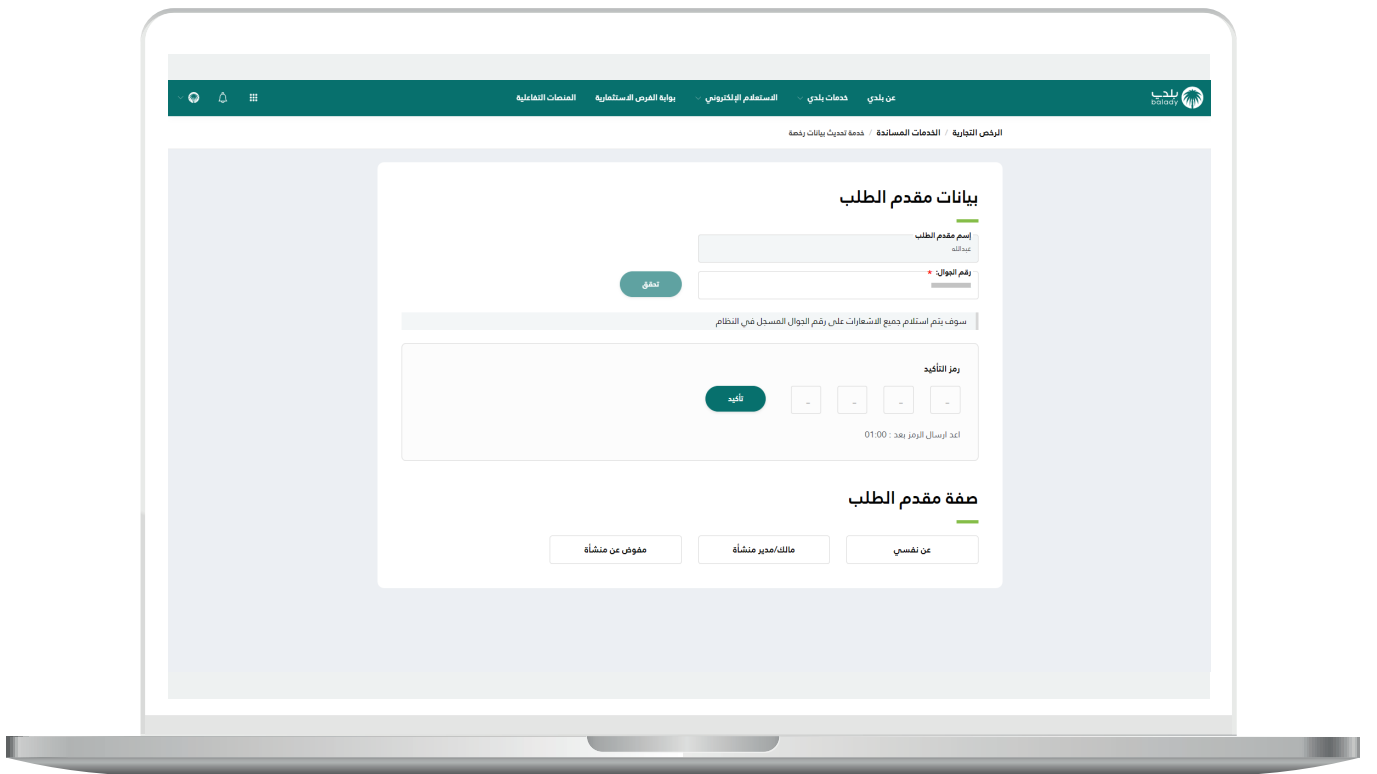 بلدي
balady
عن بلدي خدمات بلدي الاستعلام الإلكتروني بوابة الفرص الاستثمارية المنصات التفاعلية
الرخص التجارية / الخدمات المساندة / خدمة تحديث بيانات رخصة
بيانات مقدم الطلب
إسم مقدم الطلب
عبدالله
رقم الجوال: *
تحقق
سوف يتم استلام جميع الاشعارات على رقم الجوال المسجل في النظام
رمز التأكيد
_ _ _ _ تأكيد
اعد ارسال الرمز بعد : 01:00
صفة مقدم الطلب
عن نفسي مالك/مدير منشأة مفوض عن منشأة